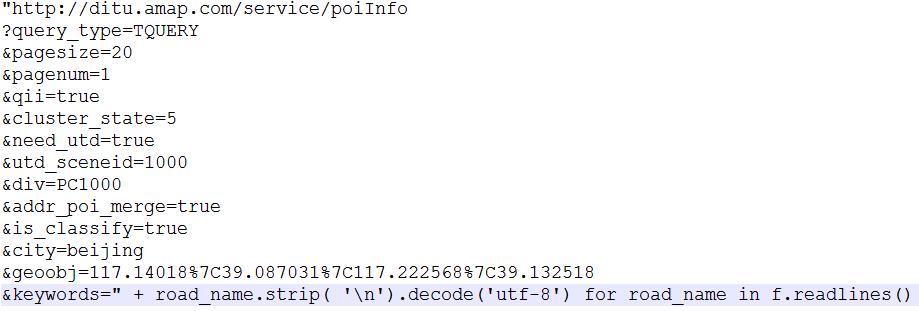 "http://ditu.amap.com/service/poiInfo
?query_type=TQUERY
&pagesize=20
&pagenum=1
&qii=true
&cluster_state=5
&need_utd=true
&utd_sceneid=1000
&div=PC1000
&addr_poi_merge=true
&is_classify=true
&city=beijing
&geoobj=117.14018%7C39.087031%7C117.222568%7C39.132518
&keywords=" + road_name.strip( '\n').decode('utf-8') for road_name in f.readlines()